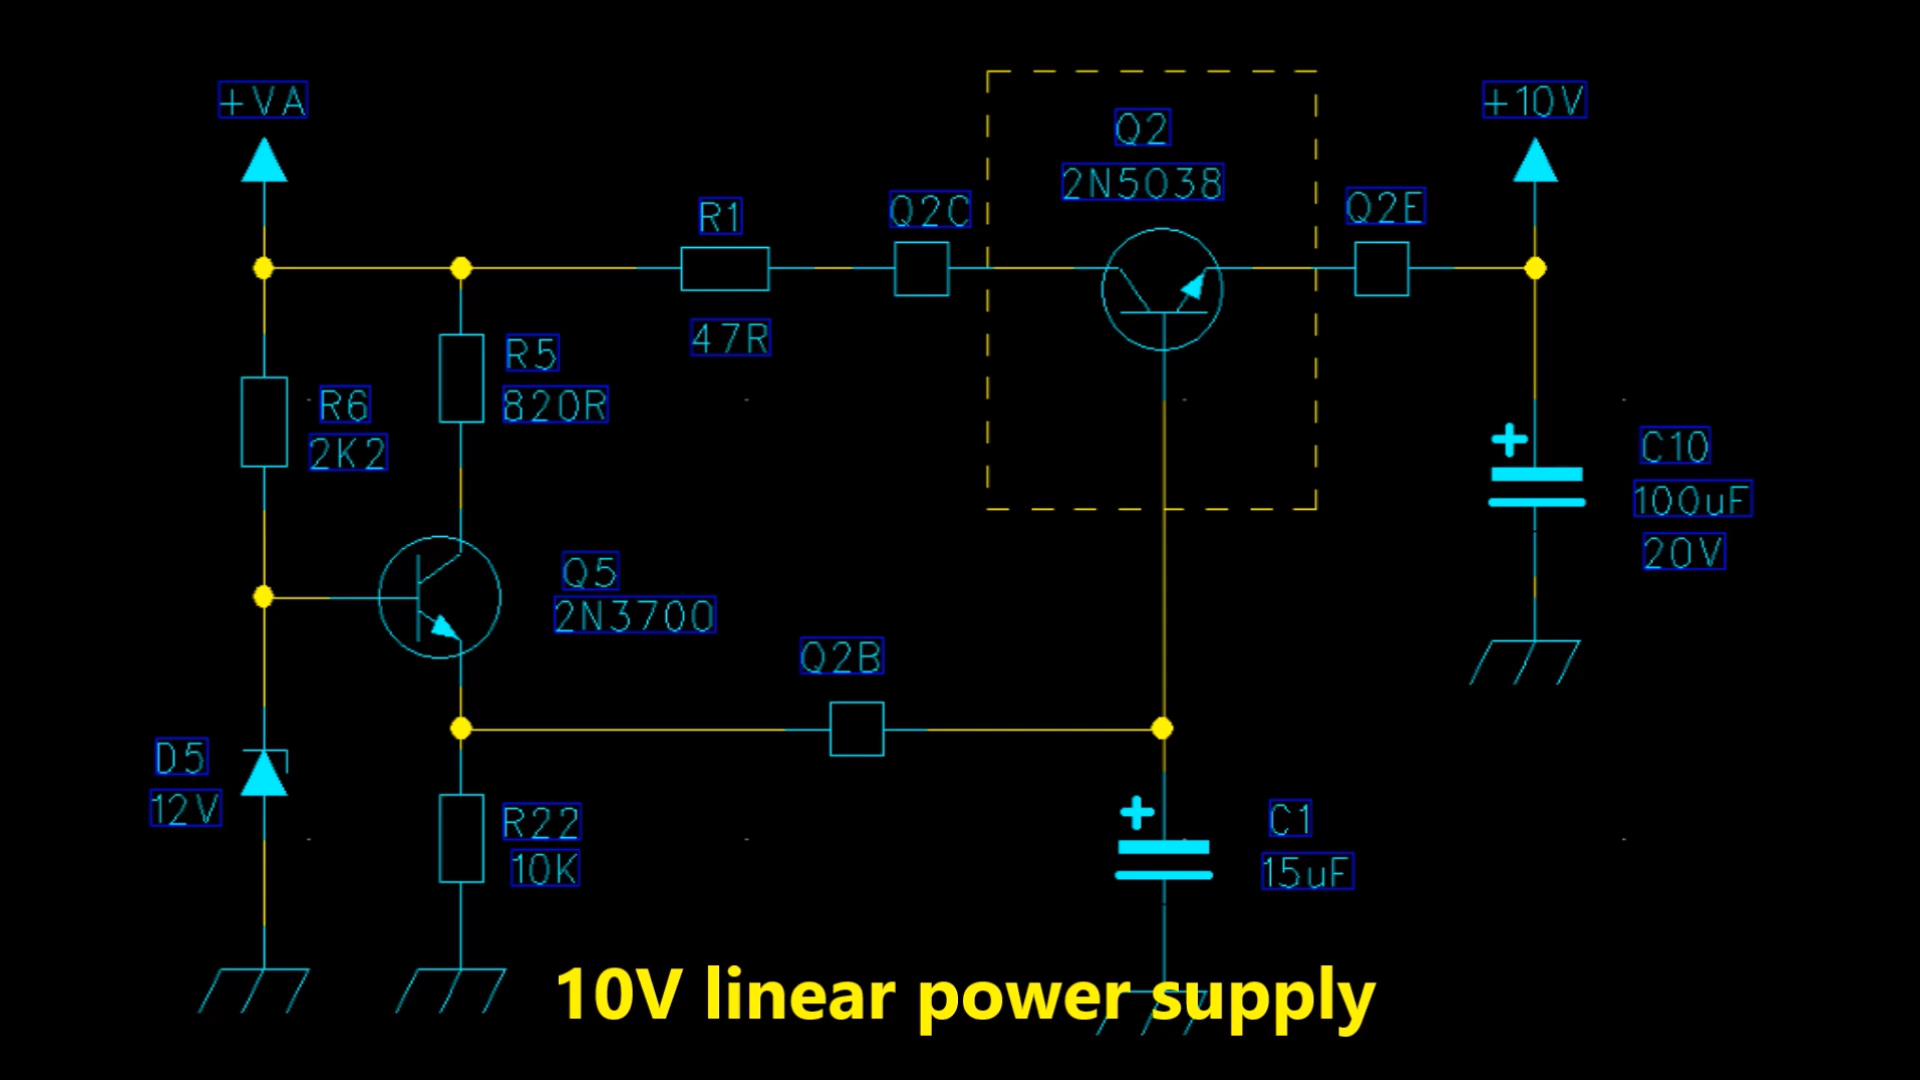 +VA
+10V
Q2
2N5038
R1
Q2C
Q2E
47R
R5
820R
R6
2K2
C10
100uF
20V
Q5
2N3700
Q2B
D5
12V
R22
10K
C1
15uF
10V linear power supply